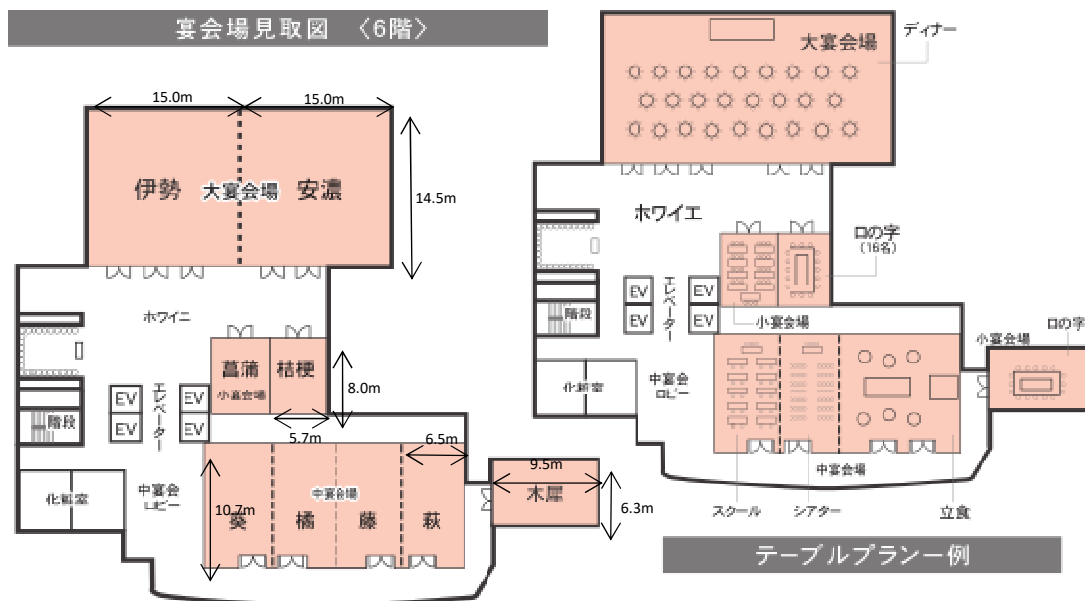 宴会場見取図 〈6階〉
15.0m
15.0m
伊勢
大宴会場
安濃
14.5m
ホワイエ
菖蒲
桔梗
小宴会場
8.0m
5.7m
EV
EV
EV
EV
エレベーター
階段
化粧室
中宴会
ロビー
6.5m
中宴会場
10.7m
葵
橘
藤
萩
9.5m
木犀
6.3m
大宴会場
ディナー
ホワイエ
ロの字
(16名)
EV
EV
EV
EV
エレベーター
階段
小宴会場
化粧室
中宴会
ロビー
小宴会場
ロの字
中宴会場
スクール
シアター
立食
テーブルプラン一例